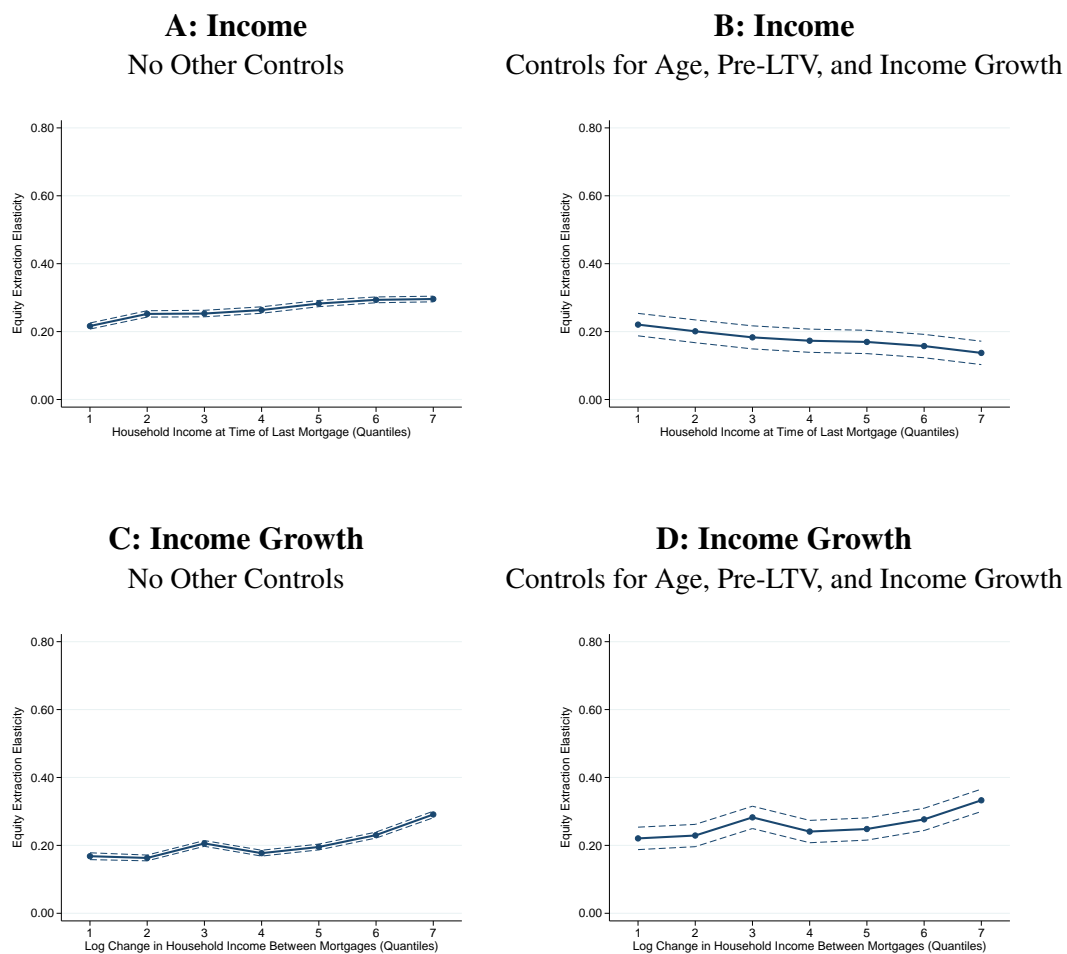 A: Income
No Other Controls
Equity Extraction Elasticity
0.80
0.60
0.40
0.20
0.00
1 2 3 4 5 6 7
Household Income at Time of Last Mortgage (Quantiles)
B: Income
Controls for Age, Pre-LTV, and Income Growth
Equity Extraction Elasticity
0.80
0.60
0.40
0.20
0.00
1 2 3 4 5 6 7
Household Income at Time of Last Mortgage (Quantiles)
C: Income Growth
No Other Controls
Equity Extraction Elasticity
0.80
0.60
0.40
0.20
0.00
1 2 3 4 5 6 7
Log Change in Household Income Between Mortgages (Quantiles)
D: Income Growth
Controls for Age, Pre-LTV, and Income Growth
Equity Extraction Elasticity
0.80
0.60
0.40
0.20
0.00
1 2 3 4 5 6 7
Log Change in Household Income Between Mortgages (Quantiles)